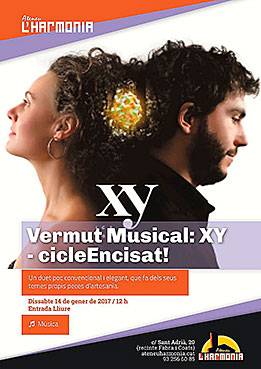 Ateneu
L'HARMONIA
xy
Vermut Musical: XY
- cicleEncisat!
Un duet poc convencional i elegant, que fa dels seus
temes propis peces d'artesania.
Dissabte 14 de gener de 2017 / 12 h
Entrada Lliure
Música
c/ Sant Adrià, 20
(recinte Fabra i Coats)
ateneuharmonia.cat
93 256 60 85
Ateneu
L'HARMONIA